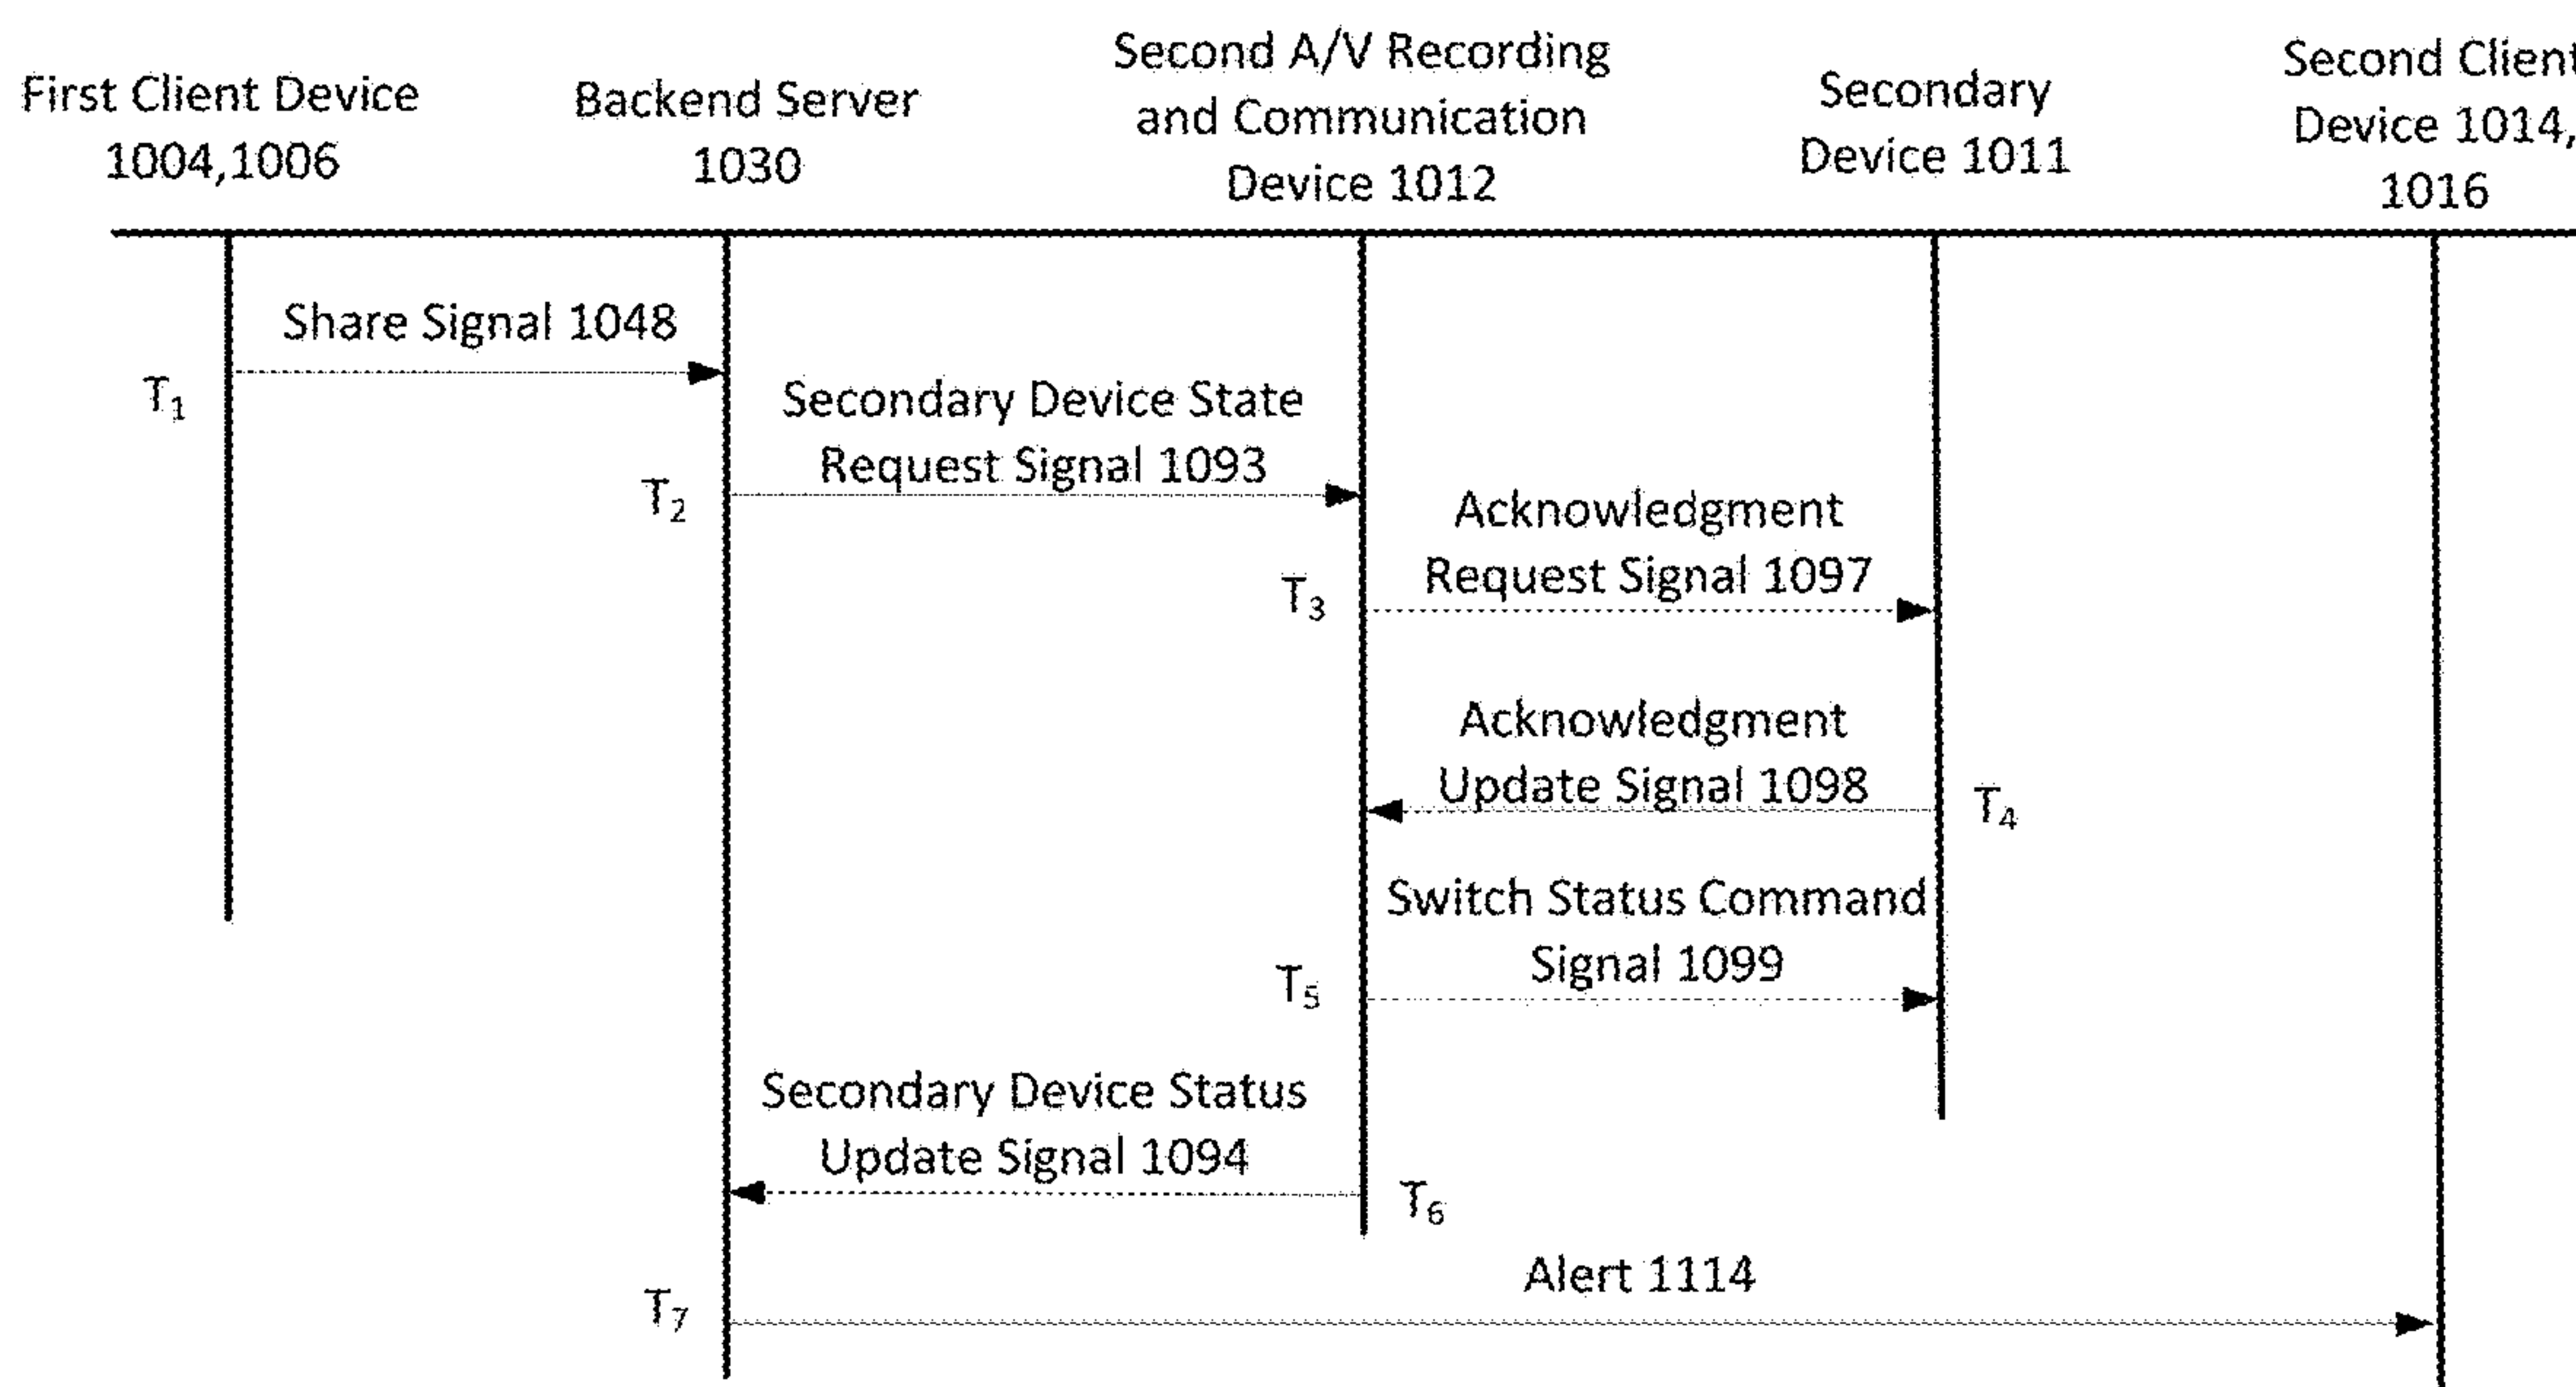 First Client Device
1004,1006
Backend Server
1030
Second A/V Recording
and Communication
Device 1012
Secondary
Device 1011
Second Client
Device 1014,
1016
Share Signal 1048
T1
Secondary Device State
Request Signal 1093
T2
Acknowledgment
Request Signal 1097
T3
Acknowledgment
Update Signal 1098
T4
Switch Status Command
Signal 1099
T5
Secondary Device Status
Update Signal 1094
T6
Alert 1114
T7